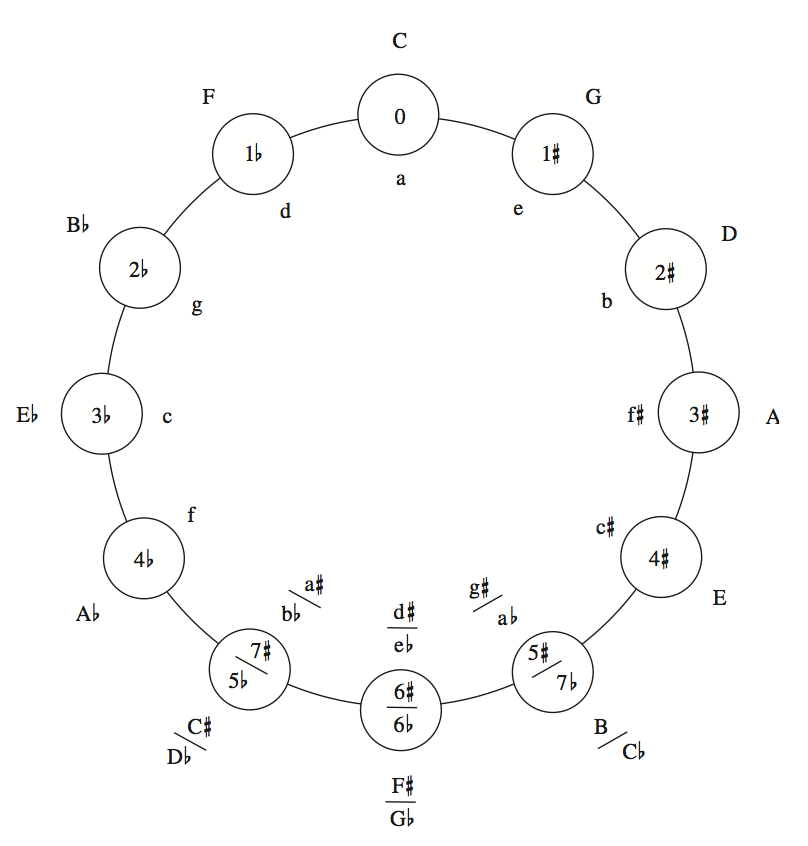 C
F
G
0
1♭
1♯
a
d
e
B♭
D
2♭
2♯
g
b
E♭
3♭
c
f♯
3♯
A
f
c♯
4♭
4♯
A♭
E
a♯
b♭
d♯
e♭
g♯
a♭
7♯
5♭
6♯
6♭
5♯
7♭
C♯
D♭
B
C♭
F♯
G♭